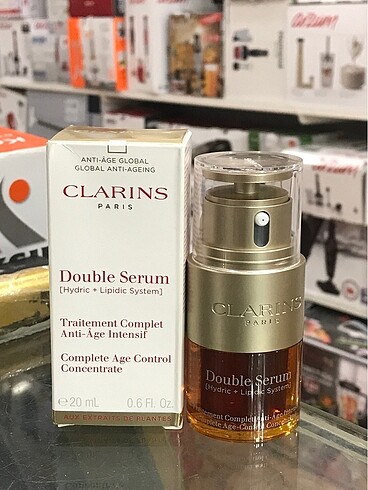 ANTI-ÂGE GLOBAL
GLOBAL ANTI-AGEING
CLARINS
PARIS
Double Serum
[Hydric + Lipidic System]
Traitement Complet
Anti-Âge Intensif
Complete Age Control
Concentrate
℮ 20 mL 0.6 Fl. Oz.
AUX EXTRAITS DE PLANTES
CLARINS
PARIS
Double Serum
[Hydric + Lipidic System]